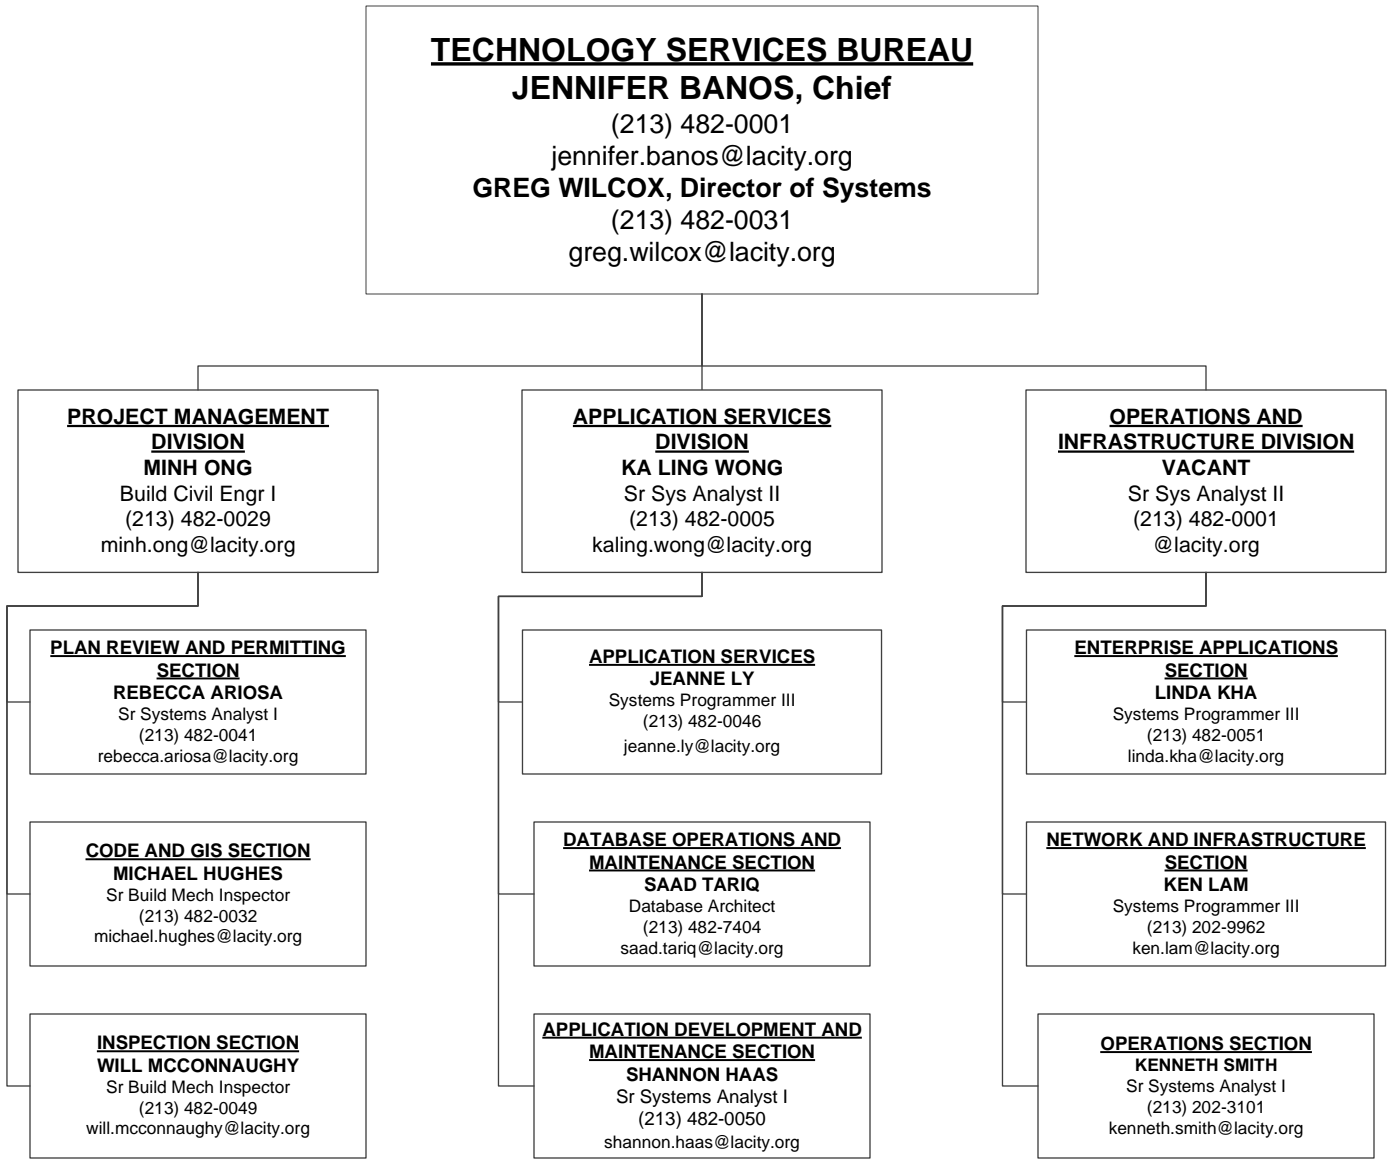 TECHNOLOGY SERVICES BUREAU
JENNIFER BANOS, Chief
(213) 482-0001
jennifer.banos@lacity.org
GREG WILCOX, Director of Systems
(213) 482-0031
greg.wilcox@lacity.org
PROJECT MANAGEMENT
DIVISION
MINH ONG
Build Civil Engr I
(213) 482-0029
minh.ong@lacity.org
PLAN REVIEW AND PERMITTING
SECTION
REBECCA ARIOSA
Sr Systems Analyst I
(213) 482-0041
rebecca.ariosa@lacity.org
CODE AND GIS SECTION
MICHAEL HUGHES
Sr Build Mech Inspector
(213) 482-0032
michael.hughes@lacity.org
INSPECTION SECTION
WILL MCCONNAUGHY
Sr Build Mech Inspector
(213) 482-0049
will.mcconnaughy@lacity.org
APPLICATION SERVICES
DIVISION
KA LING WONG
Sr Sys Analyst II
(213) 482-0005
kaling.wong@lacity.org
APPLICATION SERVICES
JEANNE LY
Systems Programmer III
(213) 482-0046
jeanne.ly@lacity.org
DATABASE OPERATIONS AND
MAINTENANCE SECTION
SAAD TARIQ
Database Architect
(213) 482-7404
saad.tariq@lacity.org
APPLICATION DEVELOPMENT AND
MAINTENANCE SECTION
SHANNON HAAS
Sr Systems Analyst I
(213) 482-0050
shannon.haas@lacity.org
OPERATIONS AND
INFRASTRUCTURE DIVISION
VACANT
Sr Sys Analyst II
(213) 482-0001
@lacity.org
ENTERPRISE APPLICATIONS
SECTION
LINDA KHA
Systems Programmer III
(213) 482-0051
linda.kha@lacity.org
NETWORK AND INFRASTRUCTURE
SECTION
KEN LAM
Systems Programmer III
(213) 202-9962
ken.lam@lacity.org
OPERATIONS SECTION
KENNETH SMITH
Sr Systems Analyst I
(213) 202-3101
kenneth.smith@lacity.org